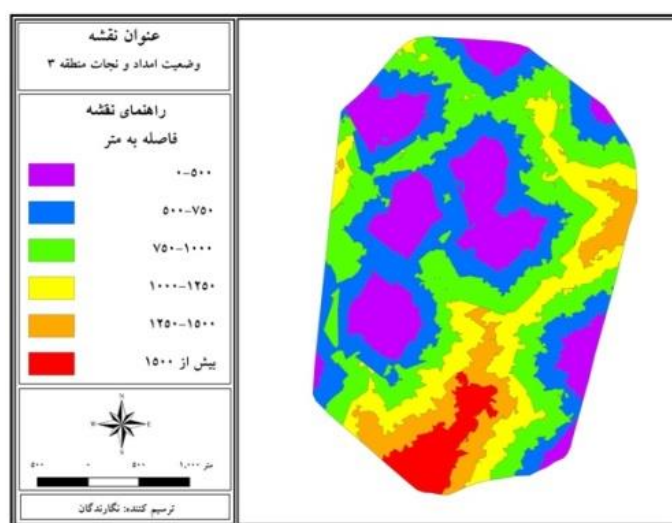 عنوان نقشه
وضعیت امداد و نجات منطقه ۳
راهنمای نقشه
فاصله به متر
۰-۵۰۰
۵۰۰-۷۵۰
۷۵۰-۱۰۰۰
۱۰۰۰-۱۲۵۰
۱۲۵۰-۱۵۰۰
بیش از ۱۵۰۰
N
W E
S
۵۰۰ ۰ ۵۰۰ ۱,۰۰۰ متر
ترسیم کننده: نگارندگان